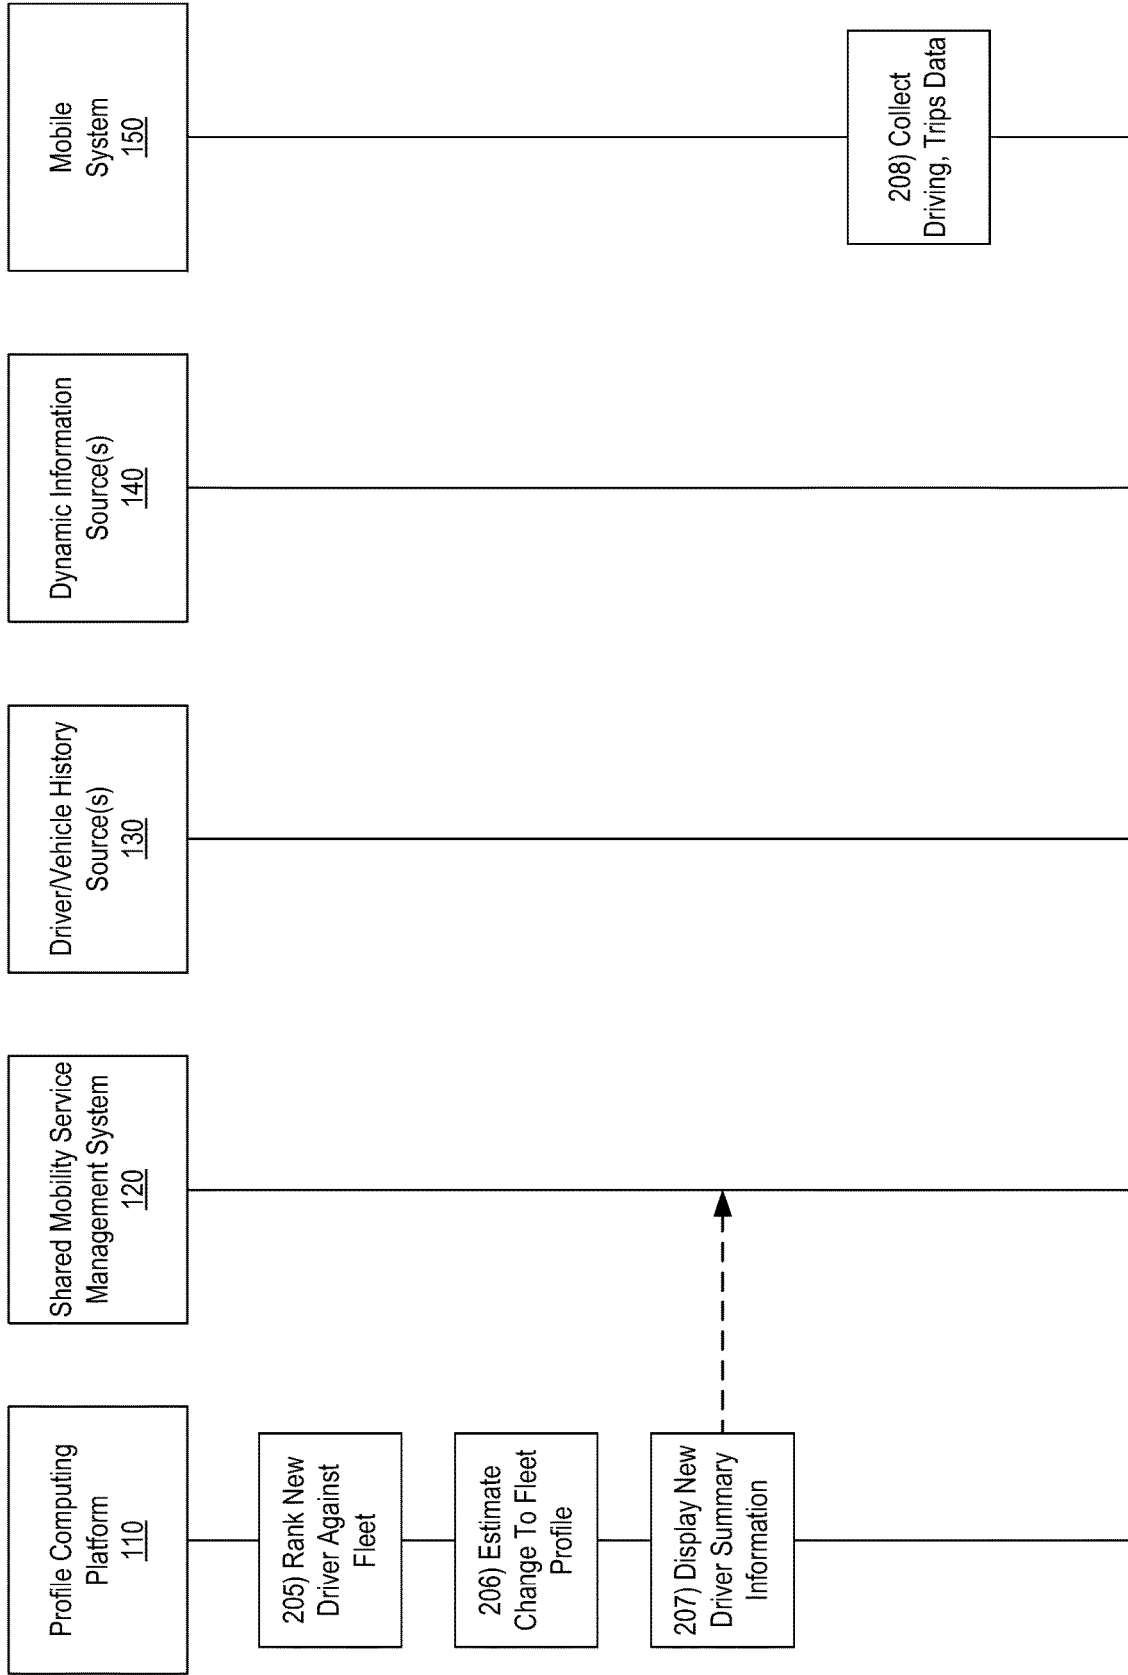 Profile Computing
Platform
110
Shared Mobility Service
Management System
120
Driver/Vehicle History
Source(s)
130
Dynamic Information
Source(s)
140
Mobile
System
150
205) Rank New
Driver Against
Fleet
206) Estimate
Change To Fleet
Profile
207) Display New
Driver Summary
Information
208) Collect
Driving, Trips Data